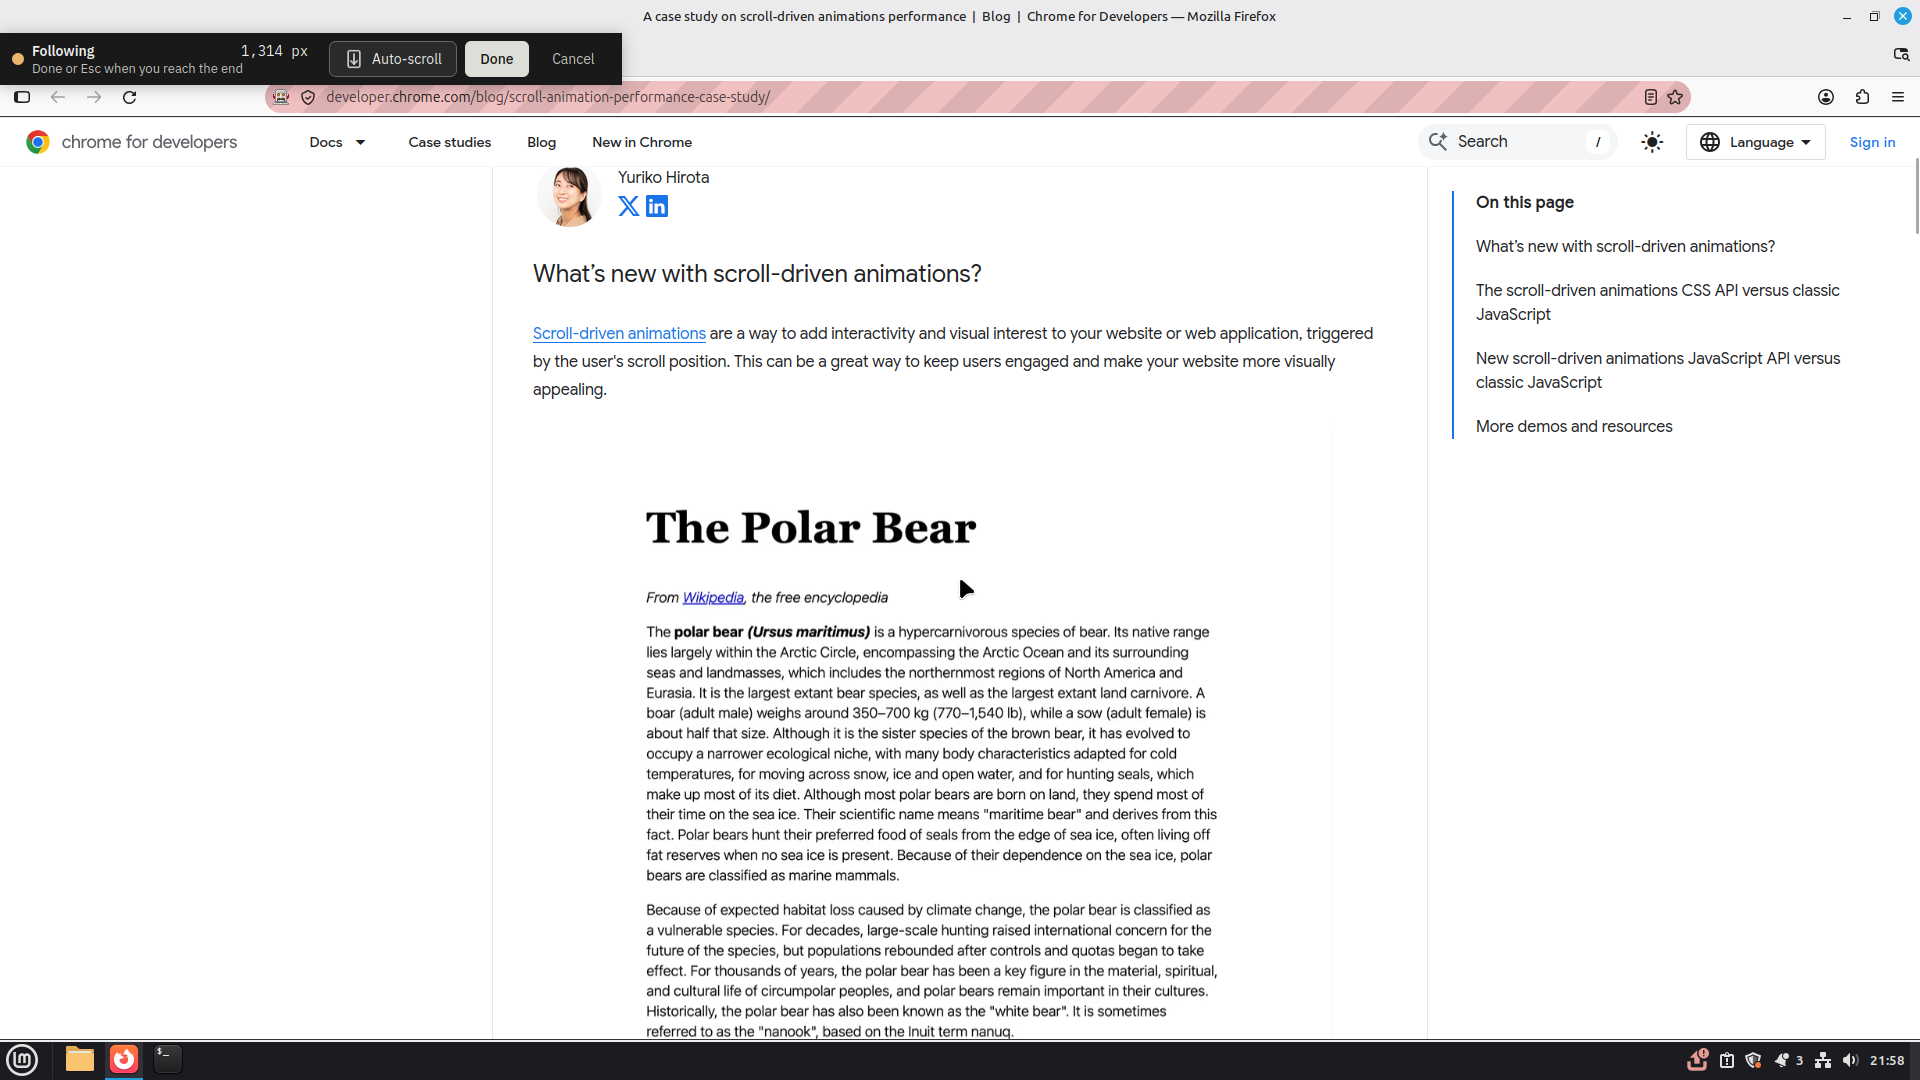 A case study on scroll-driven animations performance | Blog | Chrome for Developers — Mozilla Firefox
Following
1,314 px
Done or Esc when you reach the end
Auto-scroll
Done
Cancel
developer.chrome.com/blog/scroll-animation-performance-case-study/
chrome for developers
Docs
Case studies
Blog
New in Chrome
Search
/
Language
Sign in
Yuriko Hirota
What’s new with scroll-driven animations?
Scroll-driven animations are a way to add interactivity and visual interest to your website or web application, triggered
by the user's scroll position. This can be a great way to keep users engaged and make your website more visually
appealing.
The Polar Bear
From Wikipedia, the free encyclopedia
The polar bear (Ursus maritimus) is a hypercarnivorous species of bear. Its native range
lies largely within the Arctic Circle, encompassing the Arctic Ocean and its surrounding
seas and landmasses, which includes the northernmost regions of North America and
Eurasia. It is the largest extant bear species, as well as the largest extant land carnivore. A
boar (adult male) weighs around 350–700 kg (770–1,540 lb), while a sow (adult female) is
about half that size. Although it is the sister species of the brown bear, it has evolved to
occupy a narrower ecological niche, with many body characteristics adapted for cold
temperatures, for moving across snow, ice and open water, and for hunting seals, which
make up most of its diet. Although most polar bears are born on land, they spend most of
their time on the sea ice. Their scientific name means "maritime bear" and derives from this
fact. Polar bears hunt their preferred food of seals from the edge of sea ice, often living off
fat reserves when no sea ice is present. Because of their dependence on the sea ice, polar
bears are classified as marine mammals.
Because of expected habitat loss caused by climate change, the polar bear is classified as
a vulnerable species. For decades, large-scale hunting raised international concern for the
future of the species, but populations rebounded after controls and quotas began to take
effect. For thousands of years, the polar bear has been a key figure in the material, spiritual,
and cultural life of circumpolar peoples, and polar bears remain important in their cultures.
Historically, the polar bear has also been known as the "white bear". It is sometimes
referred to as the "nanook", based on the Inuit term nanuq.
On this page
What’s new with scroll-driven animations?
The scroll-driven animations CSS API versus classic
JavaScript
New scroll-driven animations JavaScript API versus
classic JavaScript
More demos and resources
3
21:58